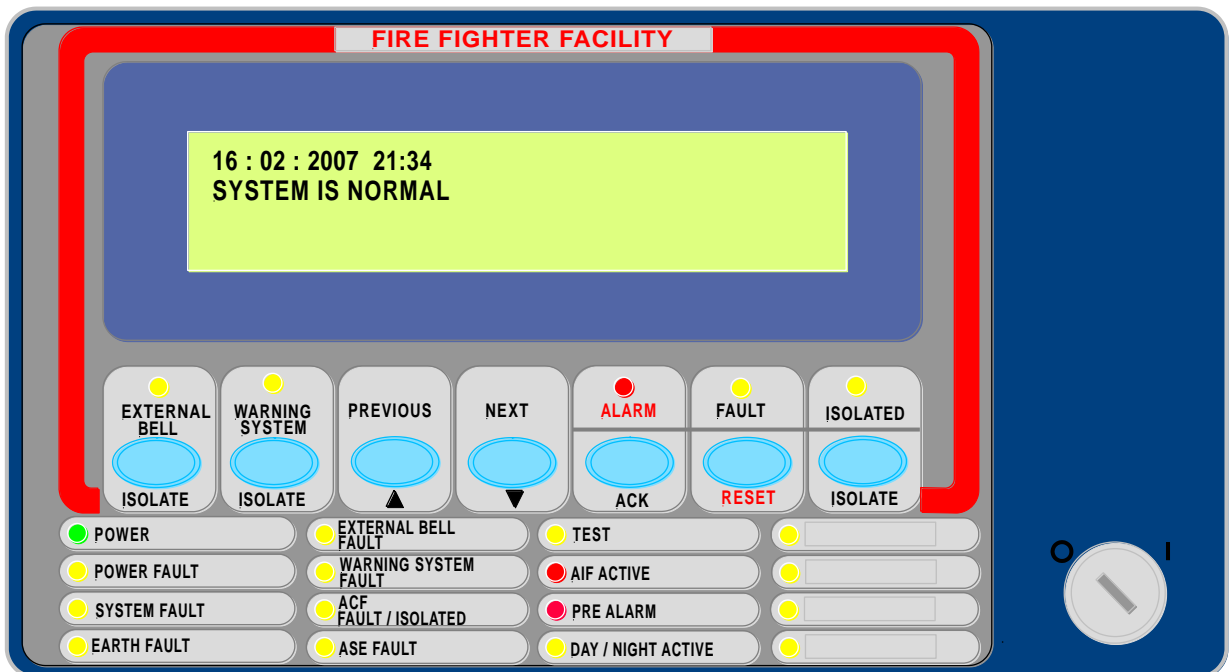 FIRE FIGHTER FACILITY
16 : 02 : 2007 21:34
SYSTEM IS NORMAL
EXTERNAL
BELL
ISOLATE
WARNING
SYSTEM
ISOLATE
PREVIOUS
NEXT
ALARM
ACK
FAULT
RESET
ISOLATED
ISOLATE
POWER
EXTERNAL BELL
FAULT
TEST
POWER FAULT
WARNING SYSTEM
FAULT
AIF ACTIVE
SYSTEM FAULT
ACF
FAULT / ISOLATED
PRE ALARM
EARTH FAULT
ASE FAULT
DAY / NIGHT ACTIVE
O I